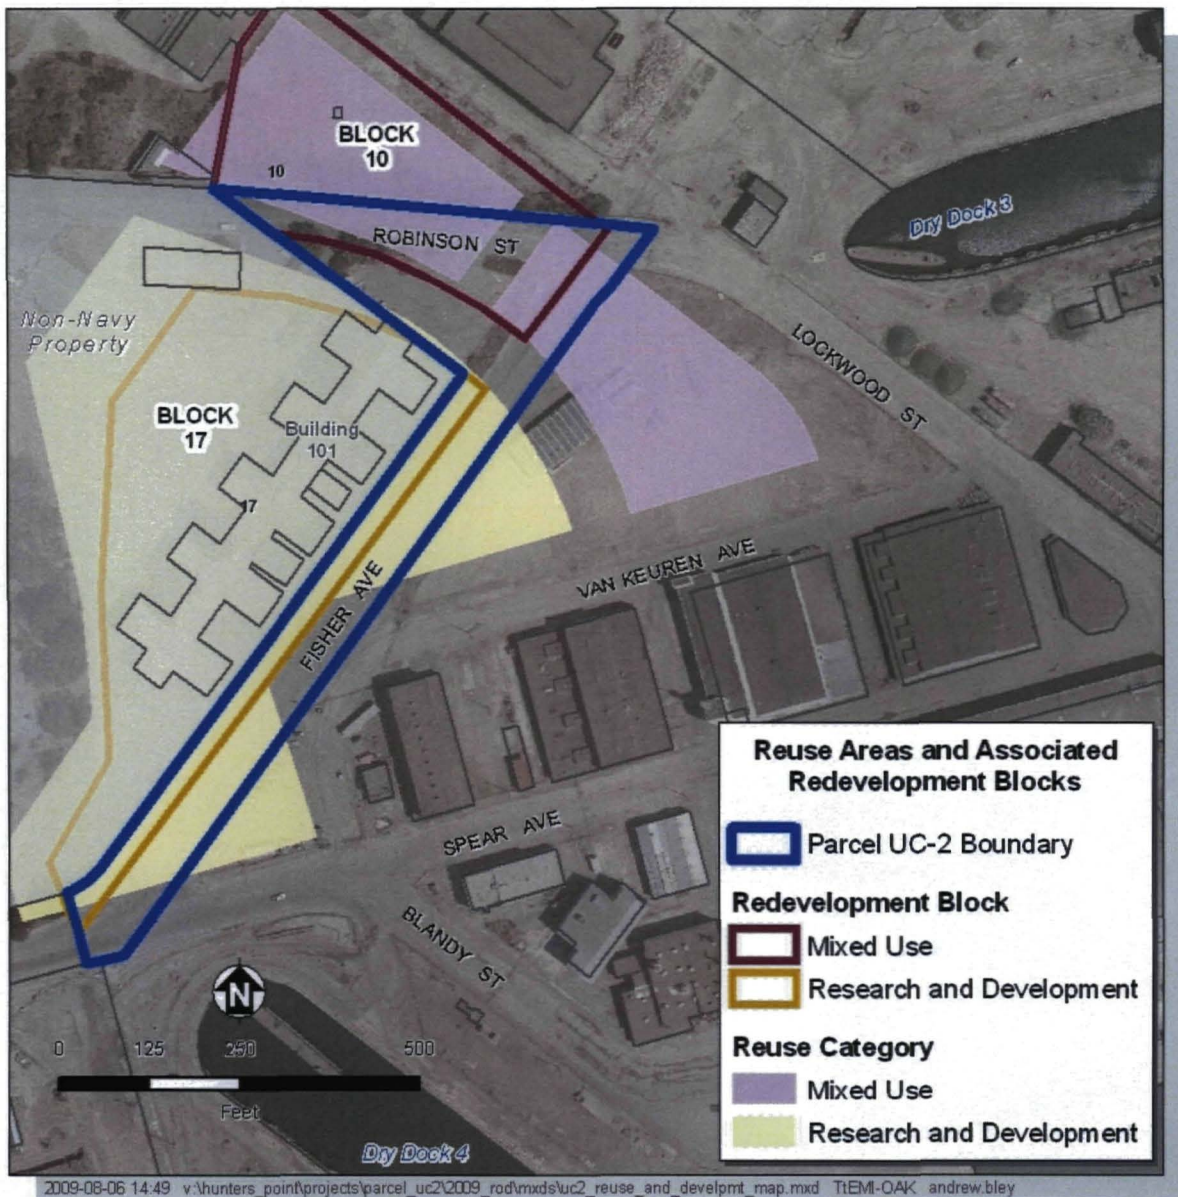 BLOCK
10
10
Dry Dock 3
ROBINSON ST
Non-Navy
Property
LOCKWOOD ST
BLOCK
17
Building
101
17
VAN KEUREN AVE
FISHER AVE
SPEAR AVE
BLANDY ST
N
0 125 250 500
Feet
Dry Dock 4
Reuse Areas and Associated
Redevelopment Blocks
Parcel UC-2 Boundary
Redevelopment Block
Mixed Use
Research and Development
Reuse Category
Mixed Use
Research and Development
2009-08-06 14:49 v:\hunters_point\projects\parcel_uc2\2009_rod\mxds\uc2_reuse_and_develpmt_map.mxd TtEMI-OAK andrew.bley